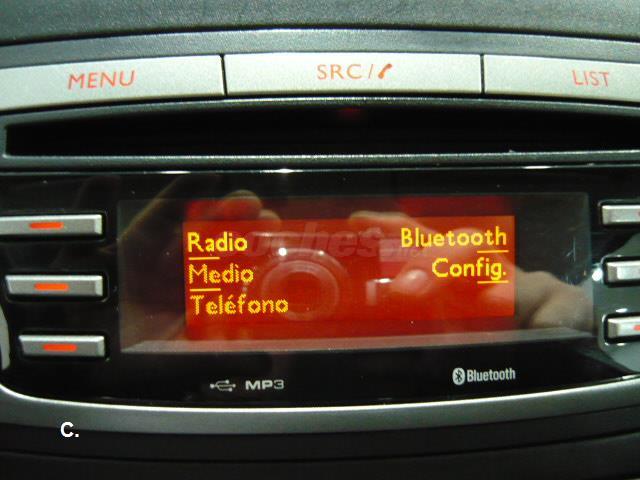 MENU
SRC/
LIST
Radio
Bluetooth
Medio
Config.
Teléfono
MP3
Bluetooth
C.